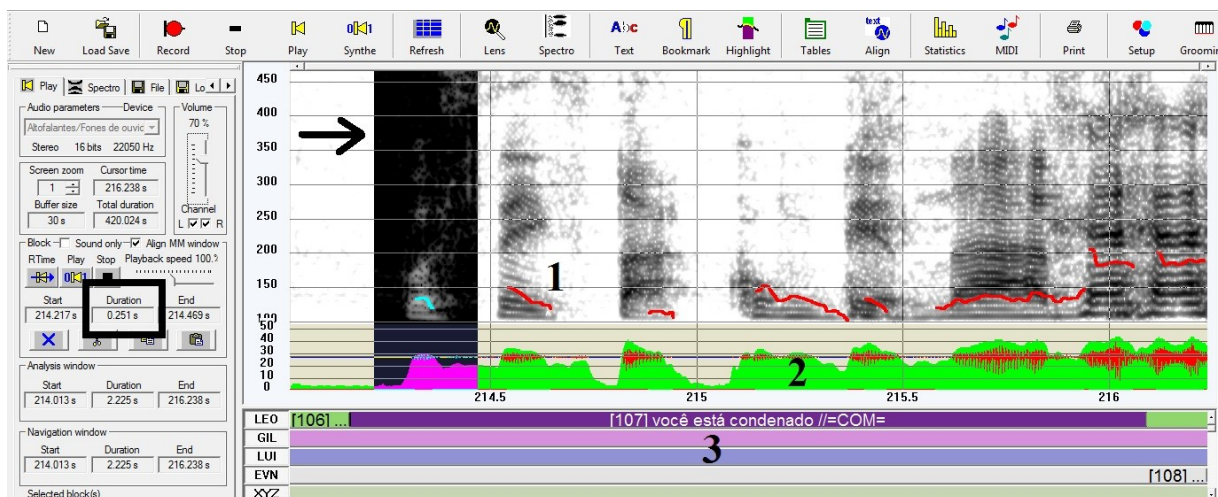 New Load Save Record Stop Play Synthe Refresh Lens Spectro Text Bookmark Highlight Tables Align Statistics MIDI Print Setup Groomin
Play Spectro File Lo
Audio parameters Device
Altofalantes/Fones de ouvic
Stereo 16 bits 22050 Hz
Volume
70 %
Screen zoom Cursor time
1 216.238 s
Buffer size Total duration
30 s 420.024 s
Channel
L R
Block Sound only Align MM window
RTime Play Stop Playback speed 100.%
Start Duration End
214.217 s 0.251 s 214.469 s
Analysis window
Start Duration End
214.013 s 2.225 s 216.238 s
Navigation window
Start Duration End
214.013 s 2.225 s 216.238 s
Selected block(s)
450
400
350
300
250
200
150
100
50
40
30
20
10
0
1
2
214.5 215 215.5 216
LEO [106] ... [107] você está condenado //=COM=
GIL
LUI
3
EVN [108] ...
XYZ